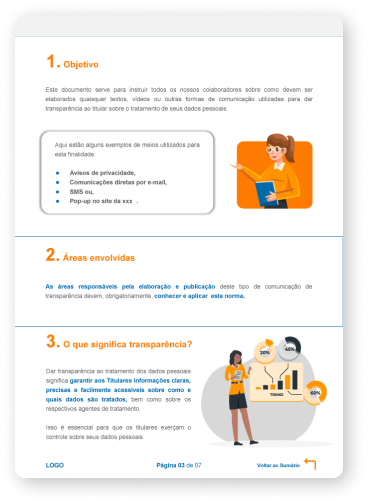 1. Objetivo
Este documento serve para instruir todos os nossos colaboradores sobre como devem ser
elaborados quaisquer textos, vídeos ou outras formas de comunicação utilizadas para dar
transparência ao titular sobre o tratamento de seus dados pessoais.
Aqui estão alguns exemplos de meios utilizados para
esta finalidade:
• Avisos de privacidade,
• Comunicações diretas por e-mail,
• SMS ou,
• Pop-up no site da xxx .
2. Áreas envolvidas
As áreas responsáveis pela elaboração e publicação deste tipo de comunicação de
transparência devem, obrigatoriamente, conhecer e aplicar esta norma.
3. O que significa transparência?
Dar transparência ao tratamento dos dados pessoais
significa garantir aos Titulares informações claras,
precisas e facilmente acessíveis sobre como e
quais dados são tratados, bem como sobre os
respectivos agentes de tratamento.
Isso é essencial para que os titulares exerçam o
controle sobre seus dados pessoais.
20%
40%
60%
TREND
LOGO
Página 03 de 07
Voltar ao Sumário